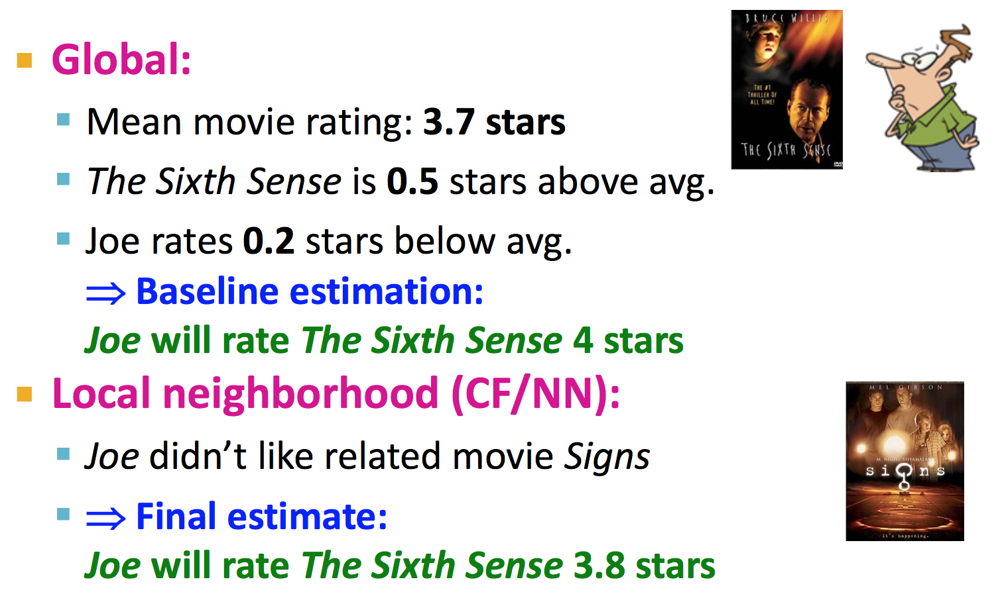 Global:
Mean movie rating: 3.7 stars
The Sixth Sense is 0.5 stars above avg.
Joe rates 0.2 stars below avg.
⇒ Baseline estimation:
Joe will rate The Sixth Sense 4 stars
Local neighborhood (CF/NN):
Joe didn’t like related movie Signs
⇒ Final estimate:
Joe will rate The Sixth Sense 3.8 stars
BRUCE WILLIS
THE #1
THRILLER OF
ALL TIME!
THE SIXTH SENSE
DVD
MEL GIBSON
M. NIGHT SHYAMALAN'S
signs
It's happening.